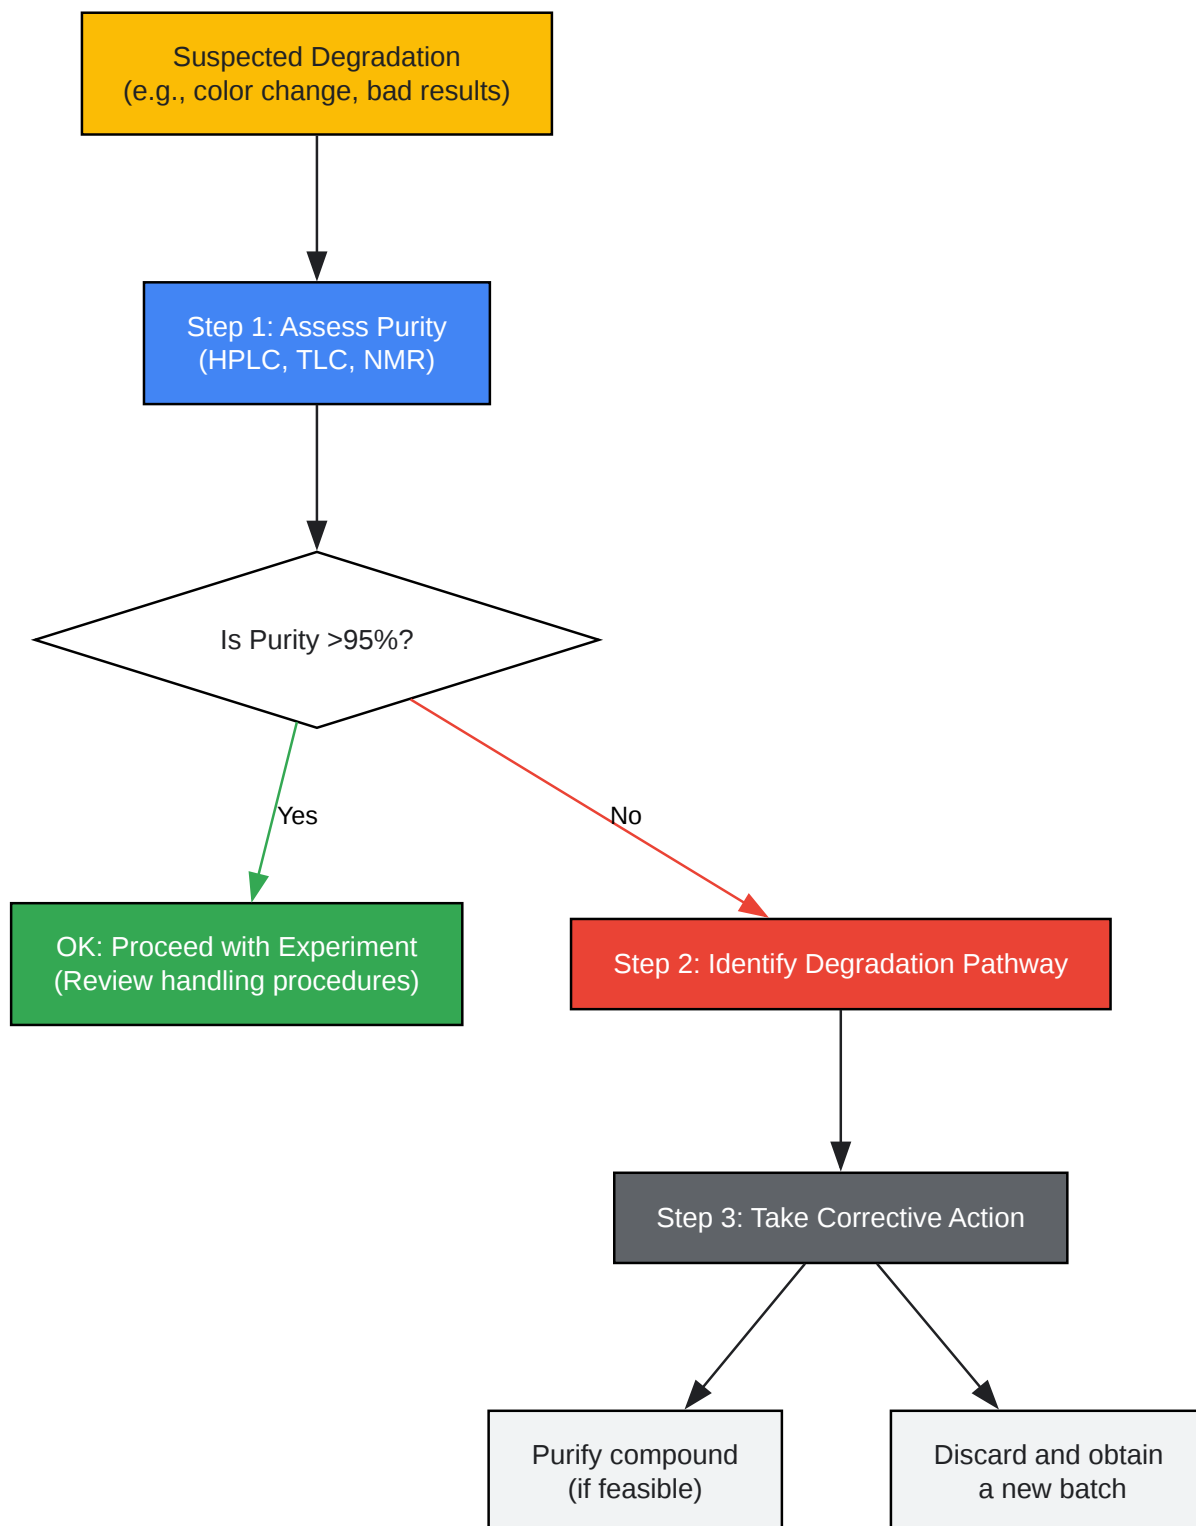 Suspected Degradation
(e.g., color change, bad results)
Step 1: Assess Purity
(HPLC, TLC, NMR)
Is Purity >95%?
Yes
No
OK: Proceed with Experiment
(Review handling procedures)
Step 2: Identify Degradation Pathway
Step 3: Take Corrective Action
Purify compound
(if feasible)
Discard and obtain
a new batch